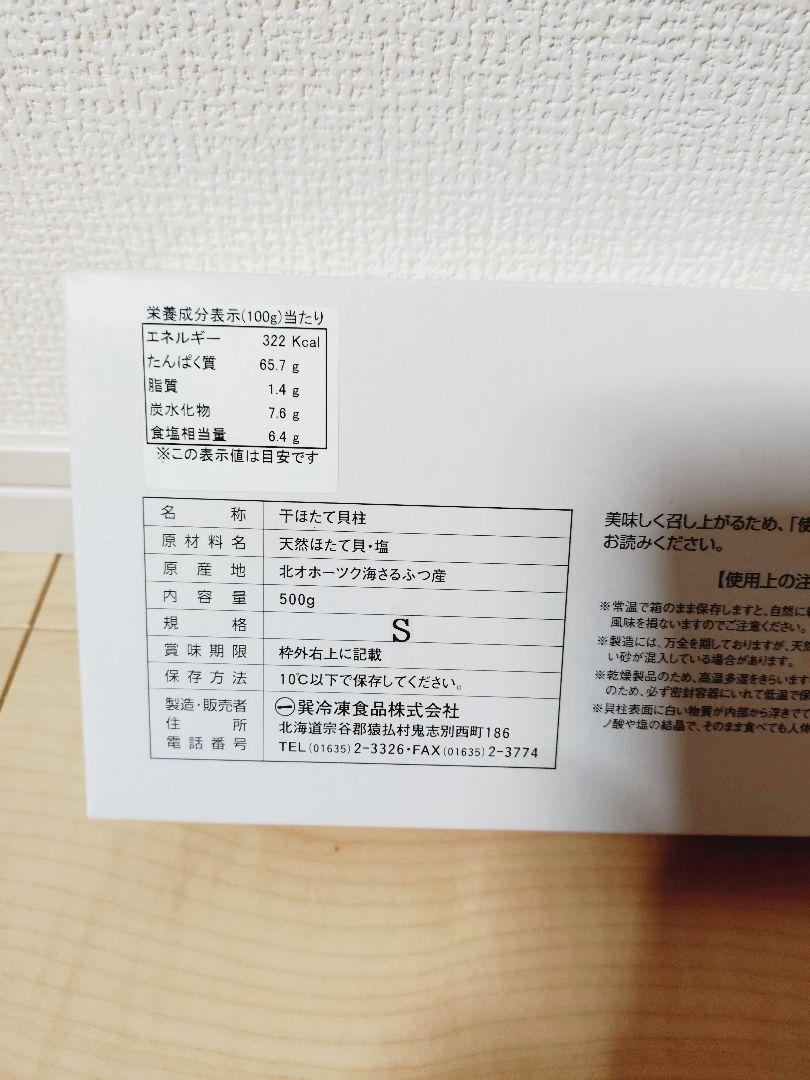 栄養成分表示(100g)当たり
エネルギー 322 Kcal
たんぱく質 65.7 g
脂質 1.4 g
炭水化物 7.6 g
食塩相当量 6.4 g
※この表示値は目安です
名称 干ほたて貝柱
原材料名 天然ほたて貝・塩
原産地 北オホーツク海さるふつ産
内容量 500g
規格 S
賞味期限 枠外右上に記載
保存方法 10℃以下で保存してください。
製造・販売者 ㊀巽冷凍食品株式会社
住所 北海道宗谷郡猿払村鬼志別西町186
電話番号 TEL(01635)2-3326・FAX(01635)2-3774
美味しく召し上がるため、「使
お読みください。
【使用上の注
※常温で箱のまま保存しますと、自然に
風味を損ないますのでご注意ください。
※製造には、万全を期しておりますが、天然
い砂が混入している場合があります。
※乾燥製品のため、高温多湿をきらいます
のため、必ず密封容器にいれて低温で保
※貝柱表面に白い物質が内部から浮きでて
ノ酸や塩の結晶で、そのまま食べても人体